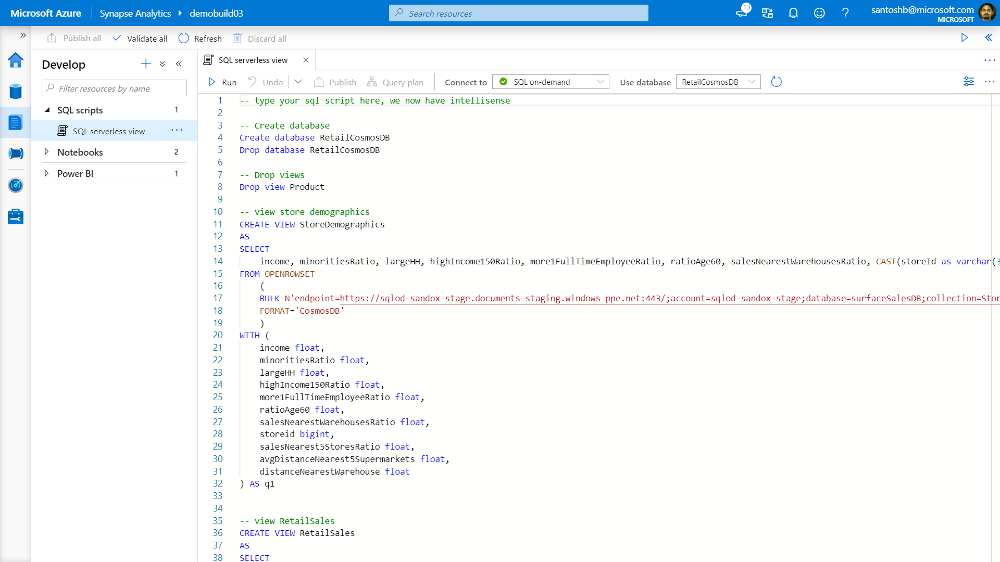 Microsoft Azure
Synapse Analytics
demobuild03
Search resources
13
santoshb@microsoft.com
MICROSOFT
Publish all
Validate all
Refresh
Discard all
Develop
Filter resources by name
SQL scripts 1
SQL serverless view
Notebooks 2
Power BI 1
SQL serverless view
Run
Undo
Publish
Query plan
Connect to
SQL on-demand
Use database
RetailCosmosDB
1 -- type your sql script here, we now have intellisense
2
3 -- Create database
4 Create database RetailCosmosDB
5 Drop database RetailCosmosDB
6
7 -- Drop views
8 Drop view Product
9
10 -- view store demographics
11 CREATE VIEW StoreDemographics
12 AS
13 SELECT
14 income, minoritiesRatio, largeHH, highIncome150Ratio, more1FullTimeEmployeeRatio, ratioAge60, salesNearestWarehousesRatio, CAST(storeId as varchar(3
15 FROM OPENROWSET
16 (
17 BULK N'endpoint=https://sqlod-sandox-stage.documents-staging.windows-ppe.net:443/;account=sqlod-sandox-stage;database=surfaceSalesDB;collection=Stor
18 FORMAT='CosmosDB'
19 )
20 WITH (
21 income float,
22 minoritiesRatio float,
23 largeHH float,
24 highIncome150Ratio float,
25 more1FullTimeEmployeeRatio float,
26 ratioAge60 float,
27 salesNearestWarehousesRatio float,
28 storeid bigint,
29 salesNearest5StoresRatio float,
30 avgDistanceNearest5Supermarkets float,
31 distanceNearestWarehouse float
32 ) AS q1
33
34
35 -- view RetailSales
36 CREATE VIEW RetailSales
37 AS
38 SELECT